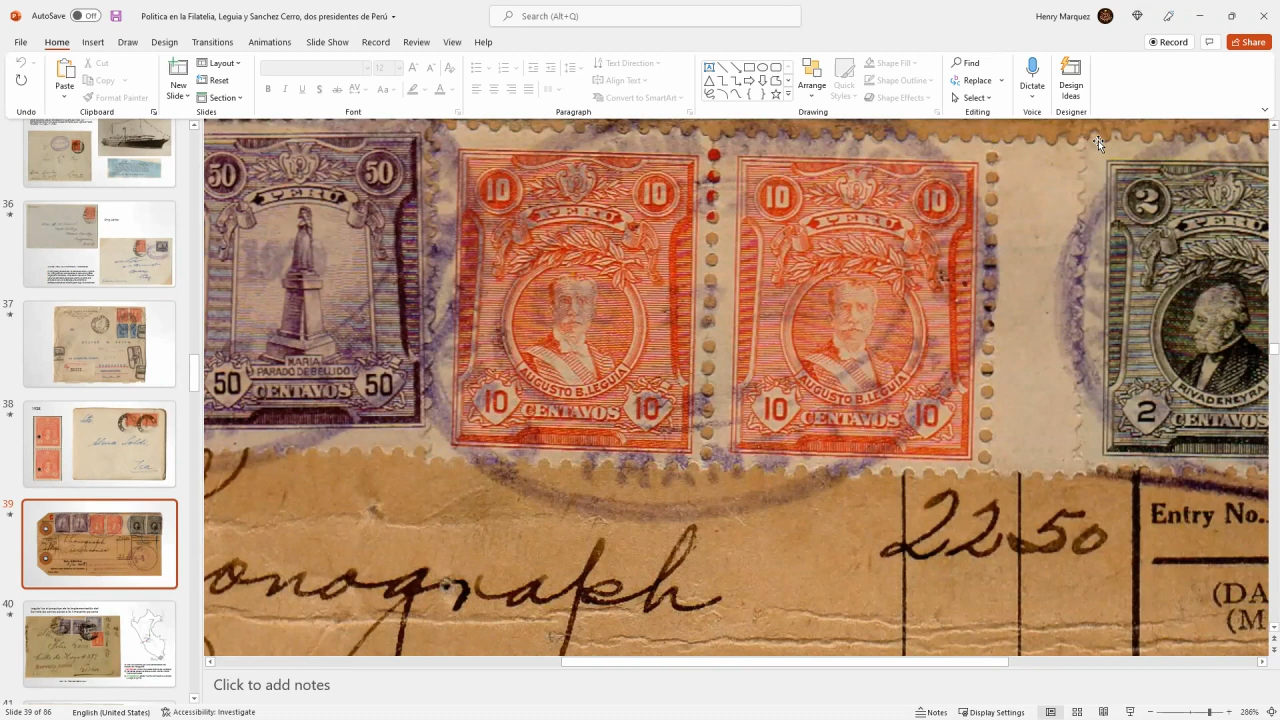 AutoSave Off
Politica en la Filatelia, Leguia y Sanchez Cerro, dos presidentes de Perú
Search (Alt+Q)
Henry Marquez
File Home Insert Draw Design Transitions Animations Slide Show Record Review View Help
Record
Share
Paste
Cut
Copy
Format Painter
New Slide
Layout
Reset
Section
12
Text Direction
Align Text
Convert to SmartArt
Arrange
Quick Styles
Shape Fill
Shape Outline
Shape Effects
Find
Replace
Select
Dictate
Design Ideas
Undo Clipboard Slides Font Paragraph Drawing Editing Voice Designer
36
37
38
39
40
41
50 50
PERU
MARIA
PARADO DE BELLIDO
50 CENTAVOS 50
10 10
PERU
AUGUSTO B. LEGUIA
10 CENTAVOS 10
10 10
PERU
AUGUSTO B. LEGUIA
10 CENTAVOS 10
2
PERU
RIVADENEYRA
2 CENTAVOS
22 50
Entry No.
onograph
(DA
(M
Click to add notes
Slide 39 of 86 English (United States) Accessibility: Investigate
Notes Display Settings 286%